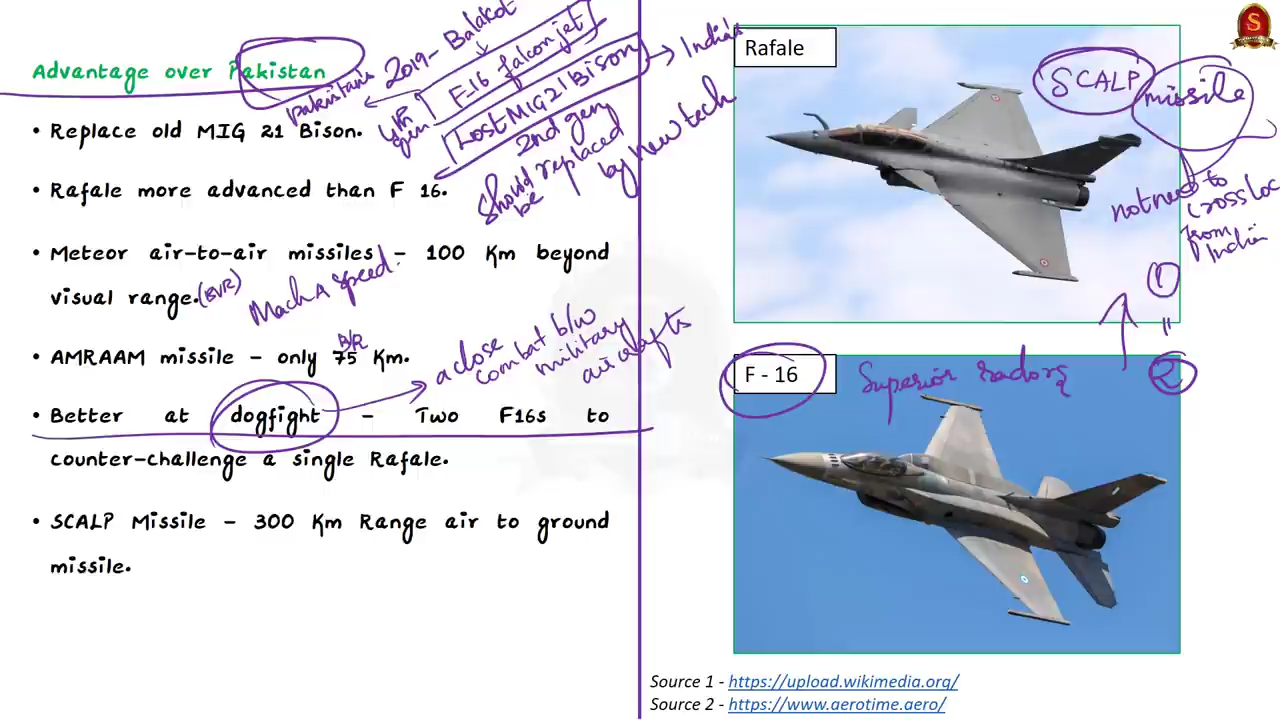 Advantage over Pakistan
Pakistan's 2019 - Balakot
4th gen
F-16 falcon jet
Lost MIG 21 Bison → India's
2nd gen
Should be replaced
by new tech
• Replace old MIG 21 Bison.
• Rafale more advanced than F 16.
• Meteor air-to-air missiles - 100 Km beyond
visual range. (BVR)
Mach 4 speed.
BVR
• AMRAAM missile - only 75 Km.
a close
combat b/w
military
aircrafts
• Better at dogfight - Two F16s to
counter-challenge a single Rafale.
• SCALP Missile - 300 Km Range air to ground
missile.
Rafale
SCALP missile
not need to
cross loc
from
India
1
"
2
F - 16
Superior radars
Source 1 - https://upload.wikimedia.org/
Source 2 - https://www.aerotime.aero/
S